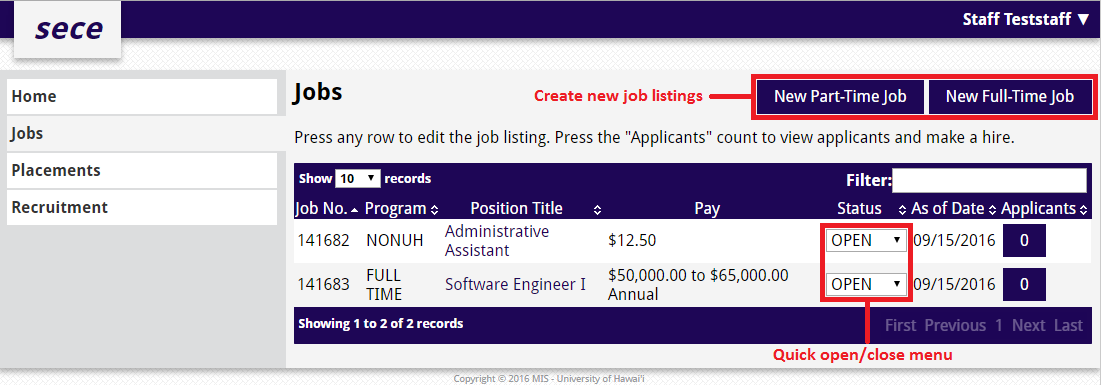 sece
Staff Teststaff ▼
Home
Jobs
Placements
Recruitment
Jobs
Create new job listings
New Part-Time Job
New Full-Time Job
Press any row to edit the job listing. Press the "Applicants" count to view applicants and make a hire.
Show 10 records
Filter:
Job No. Program Position Title Pay Status As of Date Applicants
141682 NONUH Administrative Assistant $12.50 OPEN 09/15/2016 0
141683 FULL TIME Software Engineer I $50,000.00 to $65,000.00 Annual OPEN 09/15/2016 0
Showing 1 to 2 of 2 records
First Previous 1 Next Last
Quick open/close menu
Copyright © 2016 MIS - University of Hawai'i